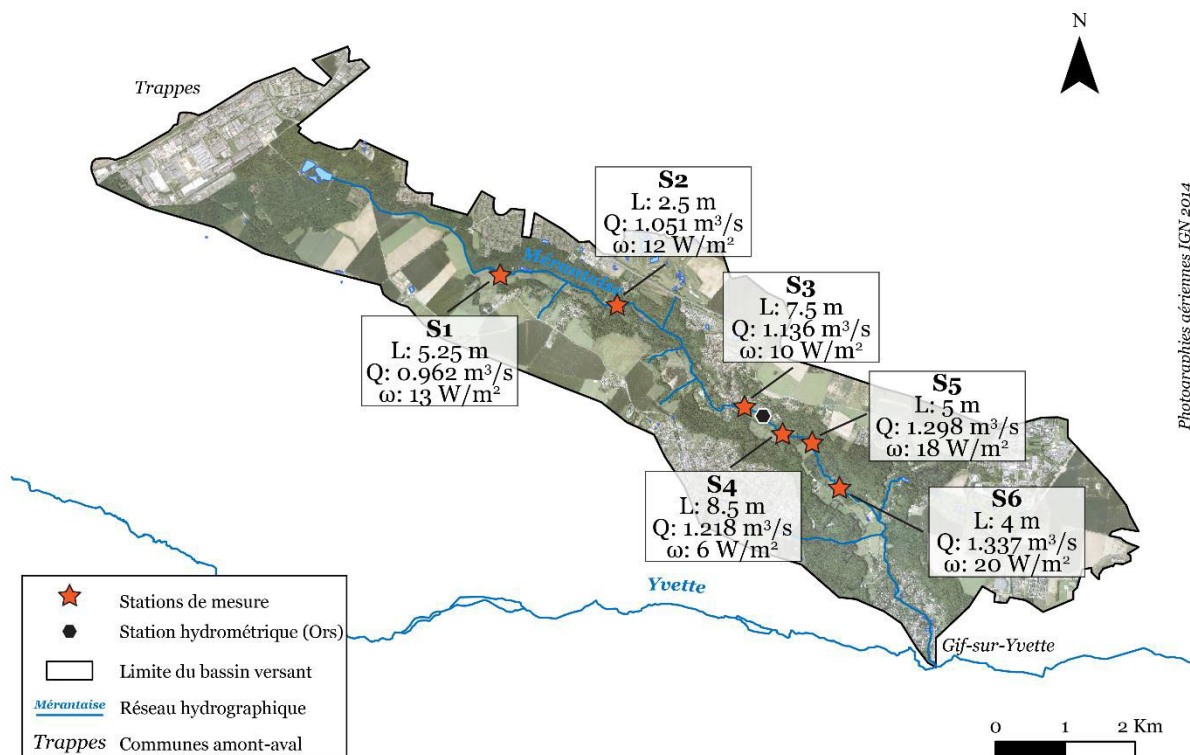 N
Trappes
S2
L: 2.5 m
Q: 1.051 m³/s
ω: 12 W/m²
Mérantaise
S3
L: 7.5 m
Q: 1.136 m³/s
ω: 10 W/m²
S1
L: 5.25 m
Q: 0.962 m³/s
ω: 13 W/m²
S5
L: 5 m
Q: 1.298 m³/s
ω: 18 W/m²
S4
L: 8.5 m
Q: 1.218 m³/s
ω: 6 W/m²
S6
L: 4 m
Q: 1.337 m³/s
ω: 20 W/m²
Photographies aériennes IGN 2014
Yvette
Gif-sur-Yvette
Stations de mesure
Station hydrométrique (Ors)
Limite du bassin versant
Mérantaise Réseau hydrographique
Trappes Communes amont-aval
0 1 2 Km